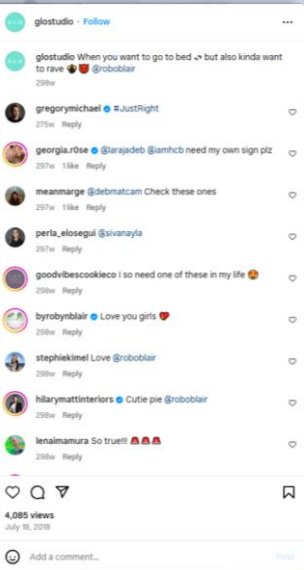 glostudio · Follow
glostudio When you want to go to bed 💤 but also kinda want
to rave @roboblair
298w
gregorymichael #JustRight
275w Reply
georgia.r0se @larajadeb @iamhcb need my own sign plz
297w 1 like Reply
meanmarge @debmatcam Check these ones
297w 1 like Reply
perla_elosegui @sivanayla
297w Reply
goodvibescookieco I so need one of these in my life 😍
298w Reply
byrobynblair Love you girls ❤️
298w Reply
stephiekimel Love @roboblair
298w Reply
hilarymattinteriors Cutie pie @roboblair
298w Reply
lenaimamura So true!!! 🚨🚨🚨
298w Reply
4,085 views
July 18, 2018
Add a comment...
Post